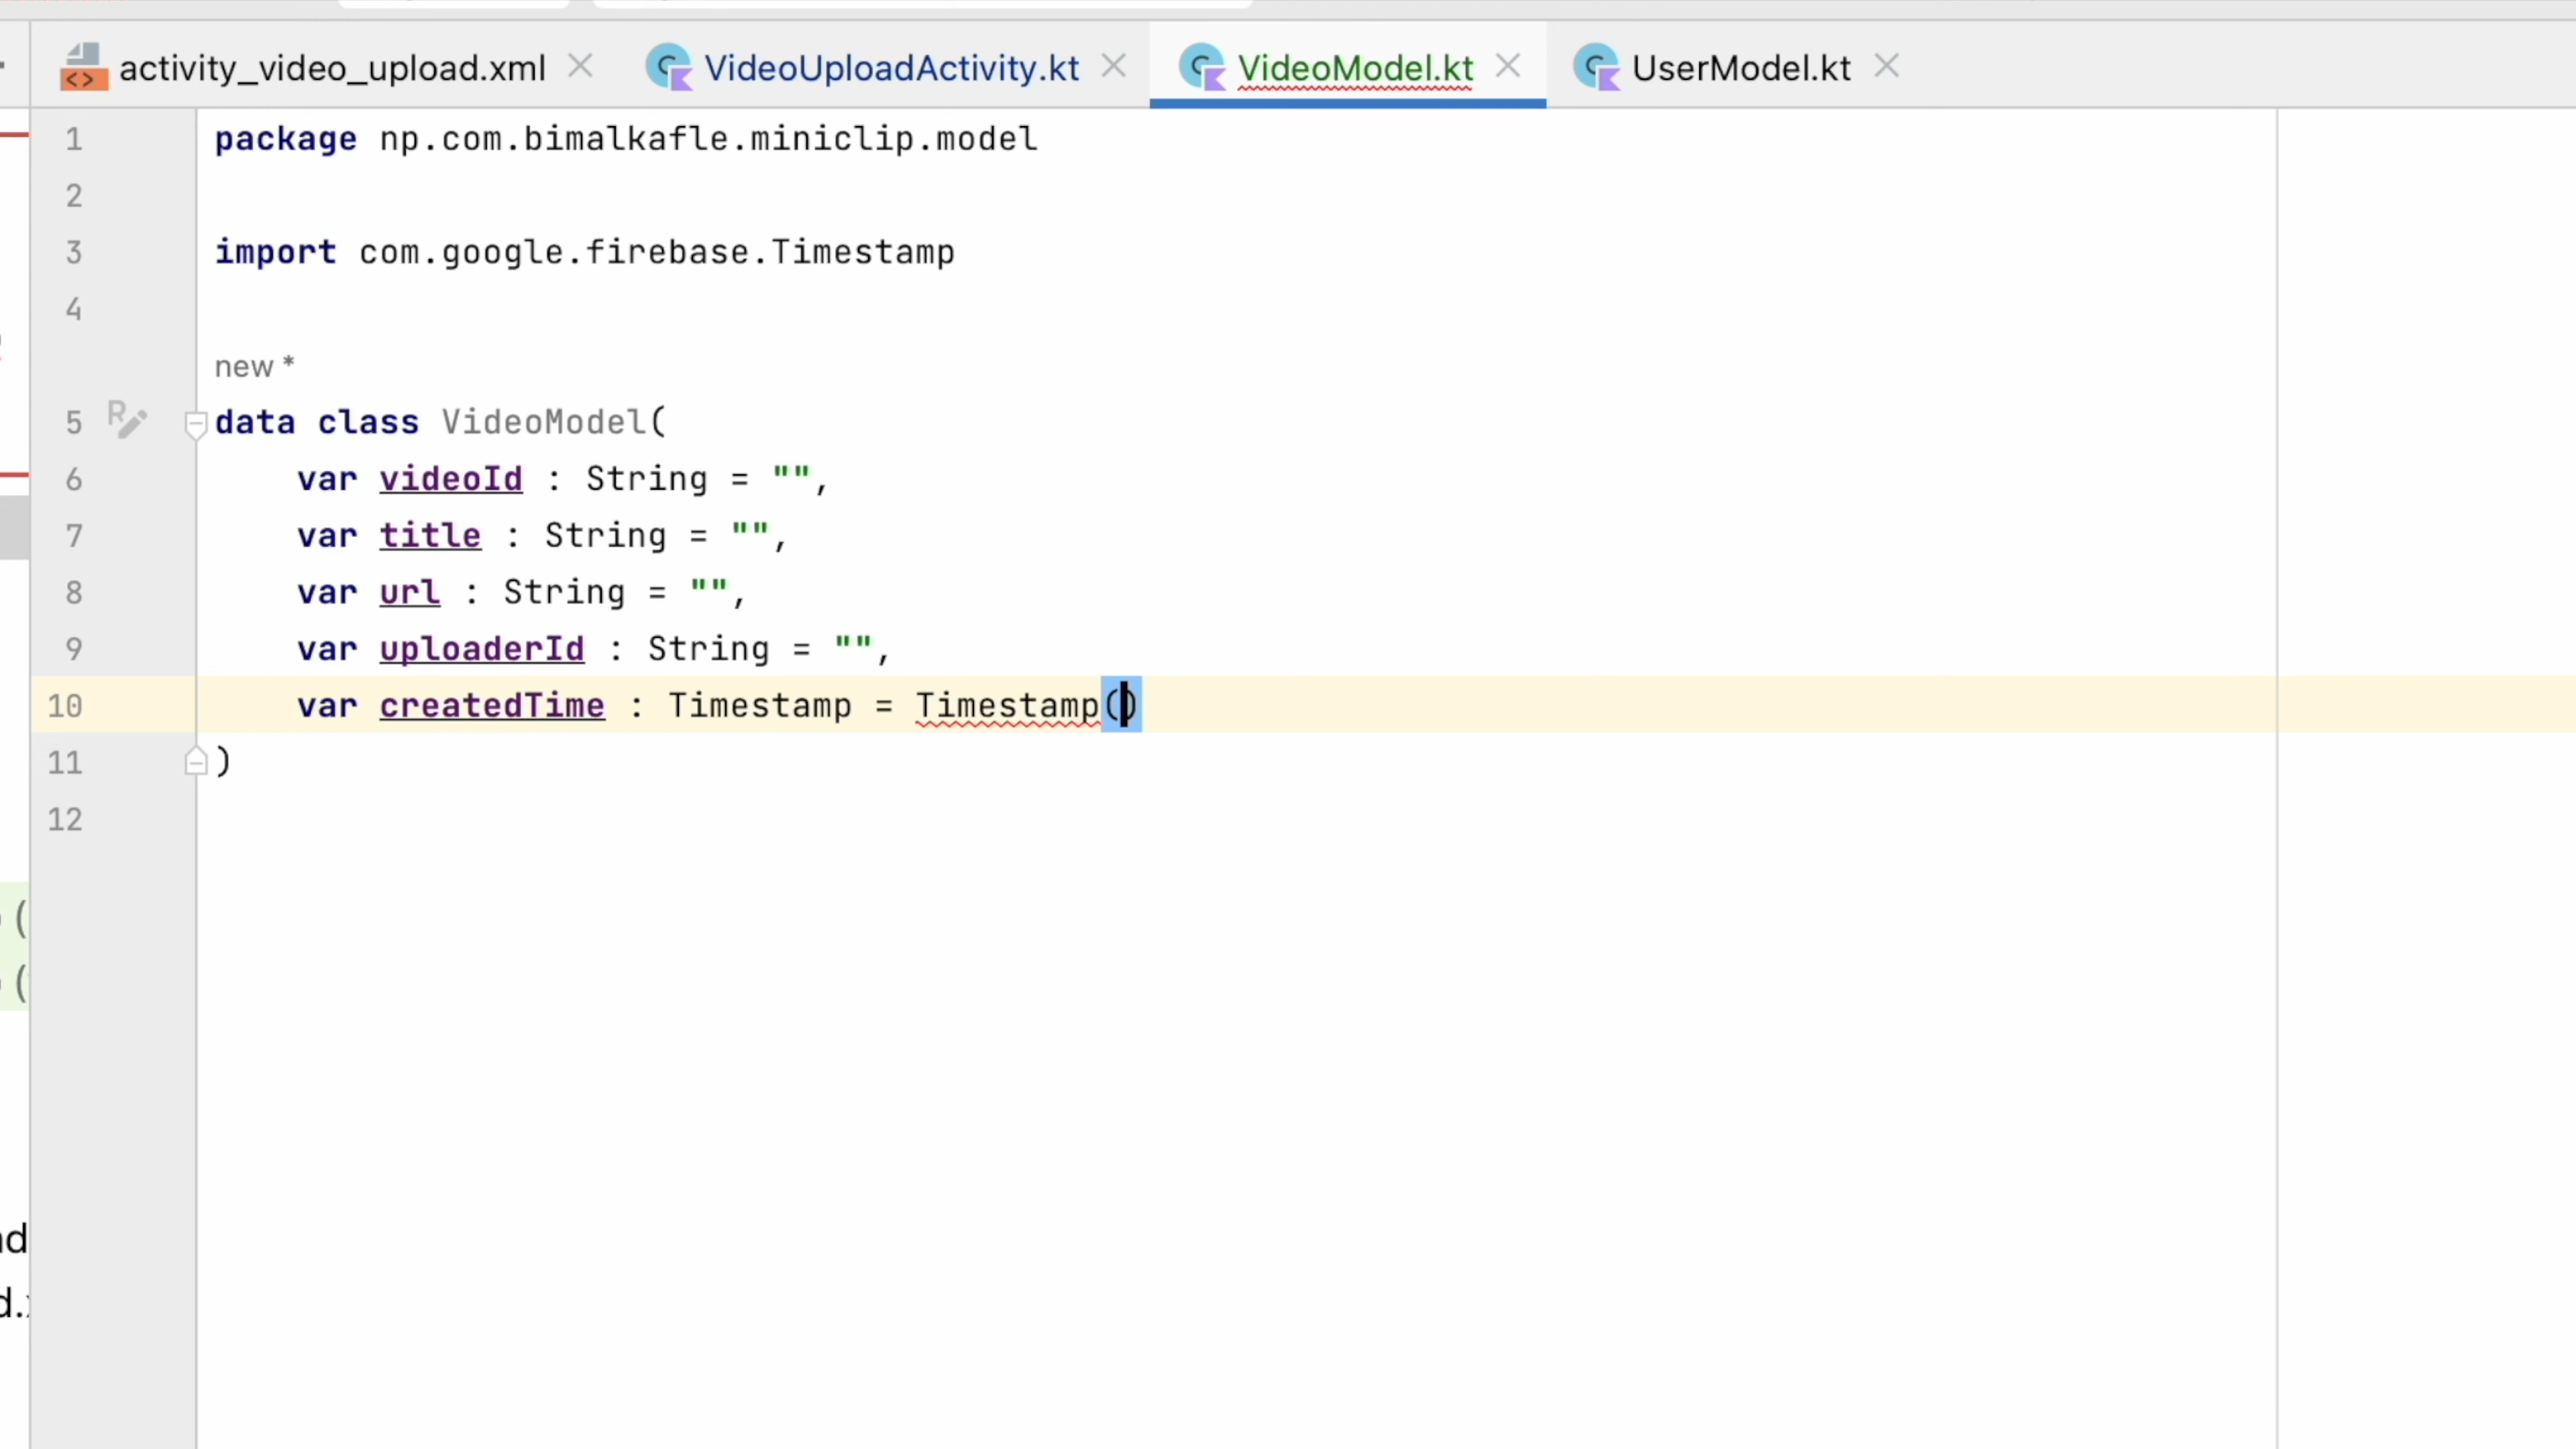 activity_video_upload.xml VideoUploadActivity.kt VideoModel.kt UserModel.kt
1 package np.com.bimalkafle.miniclip.model
2
3 import com.google.firebase.Timestamp
4
new *
5 data class VideoModel(
6 var videoId : String = "",
7 var title : String = "",
8 var url : String = "",
9 var uploaderId : String = "",
10 var createdTime : Timestamp = Timestamp()
11 )
12